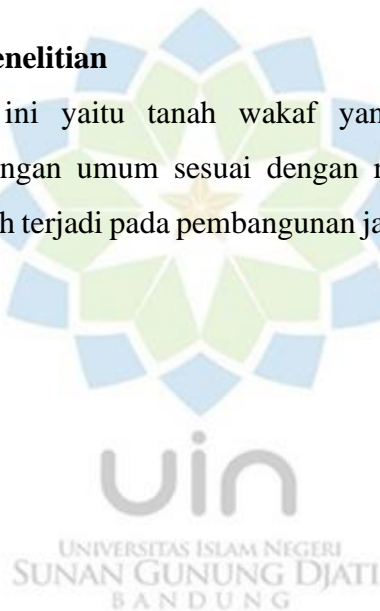 enelitian
ini yaitu tanah wakaf yan
ngan umum sesuai dengan
h terjadi pada pembangunan ja
uin
UNIVERSITAS ISLAM NEGERI
SUNAN GUNUNG DJATI
BANDUNG